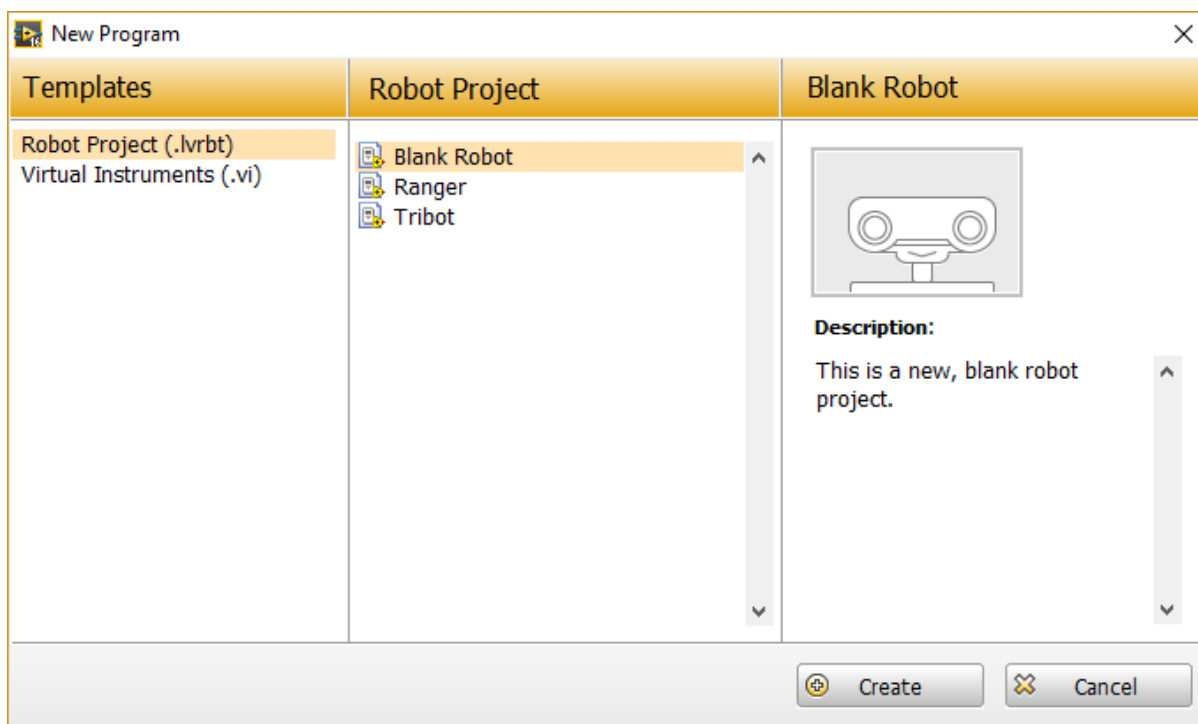 New Program
Templates
Robot Project (.lvrbt)
Virtual Instruments (.vi)
Robot Project
Blank Robot
Ranger
Tribot
Blank Robot
Description:
This is a new, blank robot
project.
Create
Cancel